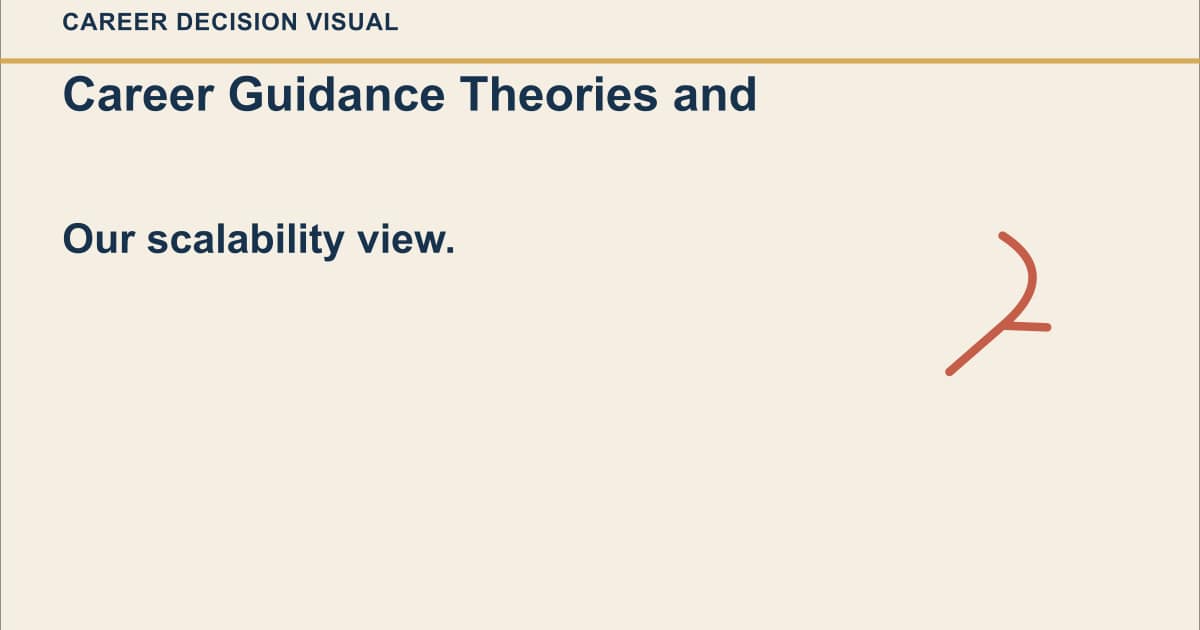 CAREER DECISION VISUAL
Career Guidance Theories and
Our scalability view.